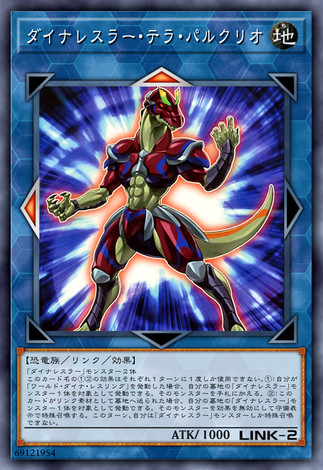 ダイナレスラー・テラ・パルクリオ
地
【恐竜族／リンク／効果】
「ダイナレスラー」モンスター２体
このカード名の①②の効果はそれぞれ１ターンに１度しか使用できない。①：自分が
「ワールド・ダイナ・レスリング」を発動した場合、自分の墓地の「ダイナレスラー」モン
スター１体を対象として発動できる。そのモンスターを手札に加える。②：この
カードがリンク素材として墓地へ送られた場合、自分の墓地の「ダイナレスラー」モ
ンスター１体を対象として発動できる。そのモンスターを効果を無効にして守備表
示で特殊召喚する。このターン、自分は「ダイナレスラー」モンスターしか特殊召喚
できない。
ATK/1000 LINK-2
69121954